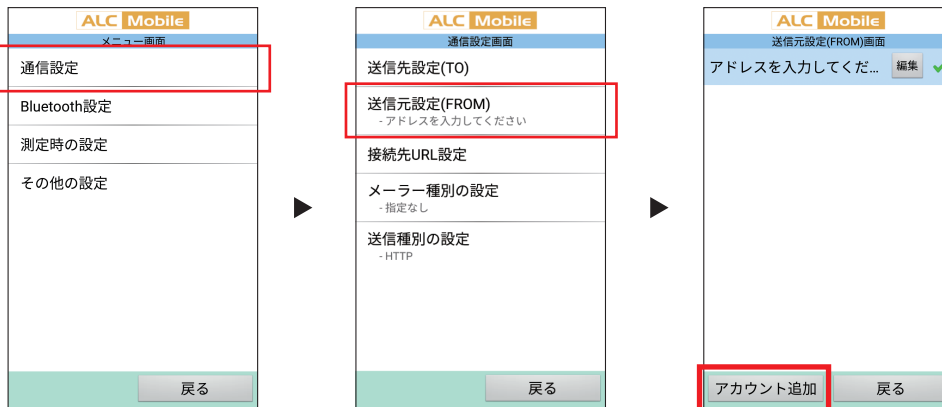 ALC Mobile
メニュー画面
通信設定
Bluetooth設定
測定時の設定
その他の設定
戻る
ALC Mobile
通信設定画面
送信先設定(TO)
送信元設定(FROM)
- アドレスを入力してください
接続先URL設定
メーラー種別の設定
- 指定なし
送信種別の設定
- HTTP
戻る
ALC Mobile
送信元設定(FROM)画面
アドレスを入力してくだ... 編集
アカウント追加 戻る